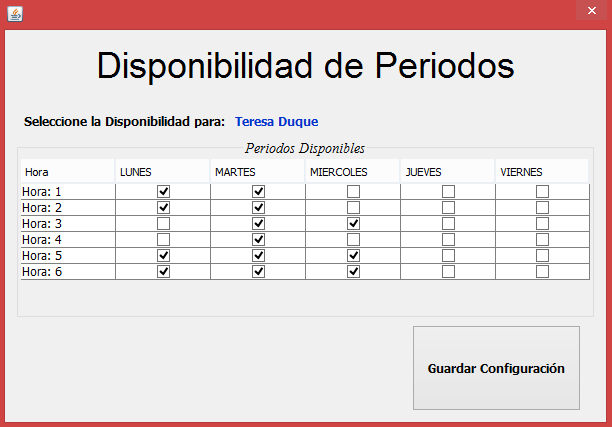 Disponibilidad de Periodos
Seleccione la Disponibilidad para: Teresa Duque
Periodos Disponibles
Hora LUNES MARTES MIERCOLES JUEVES VIERNES
Hora: 1
Hora: 2
Hora: 3
Hora: 4
Hora: 5
Hora: 6
Guardar Configuración